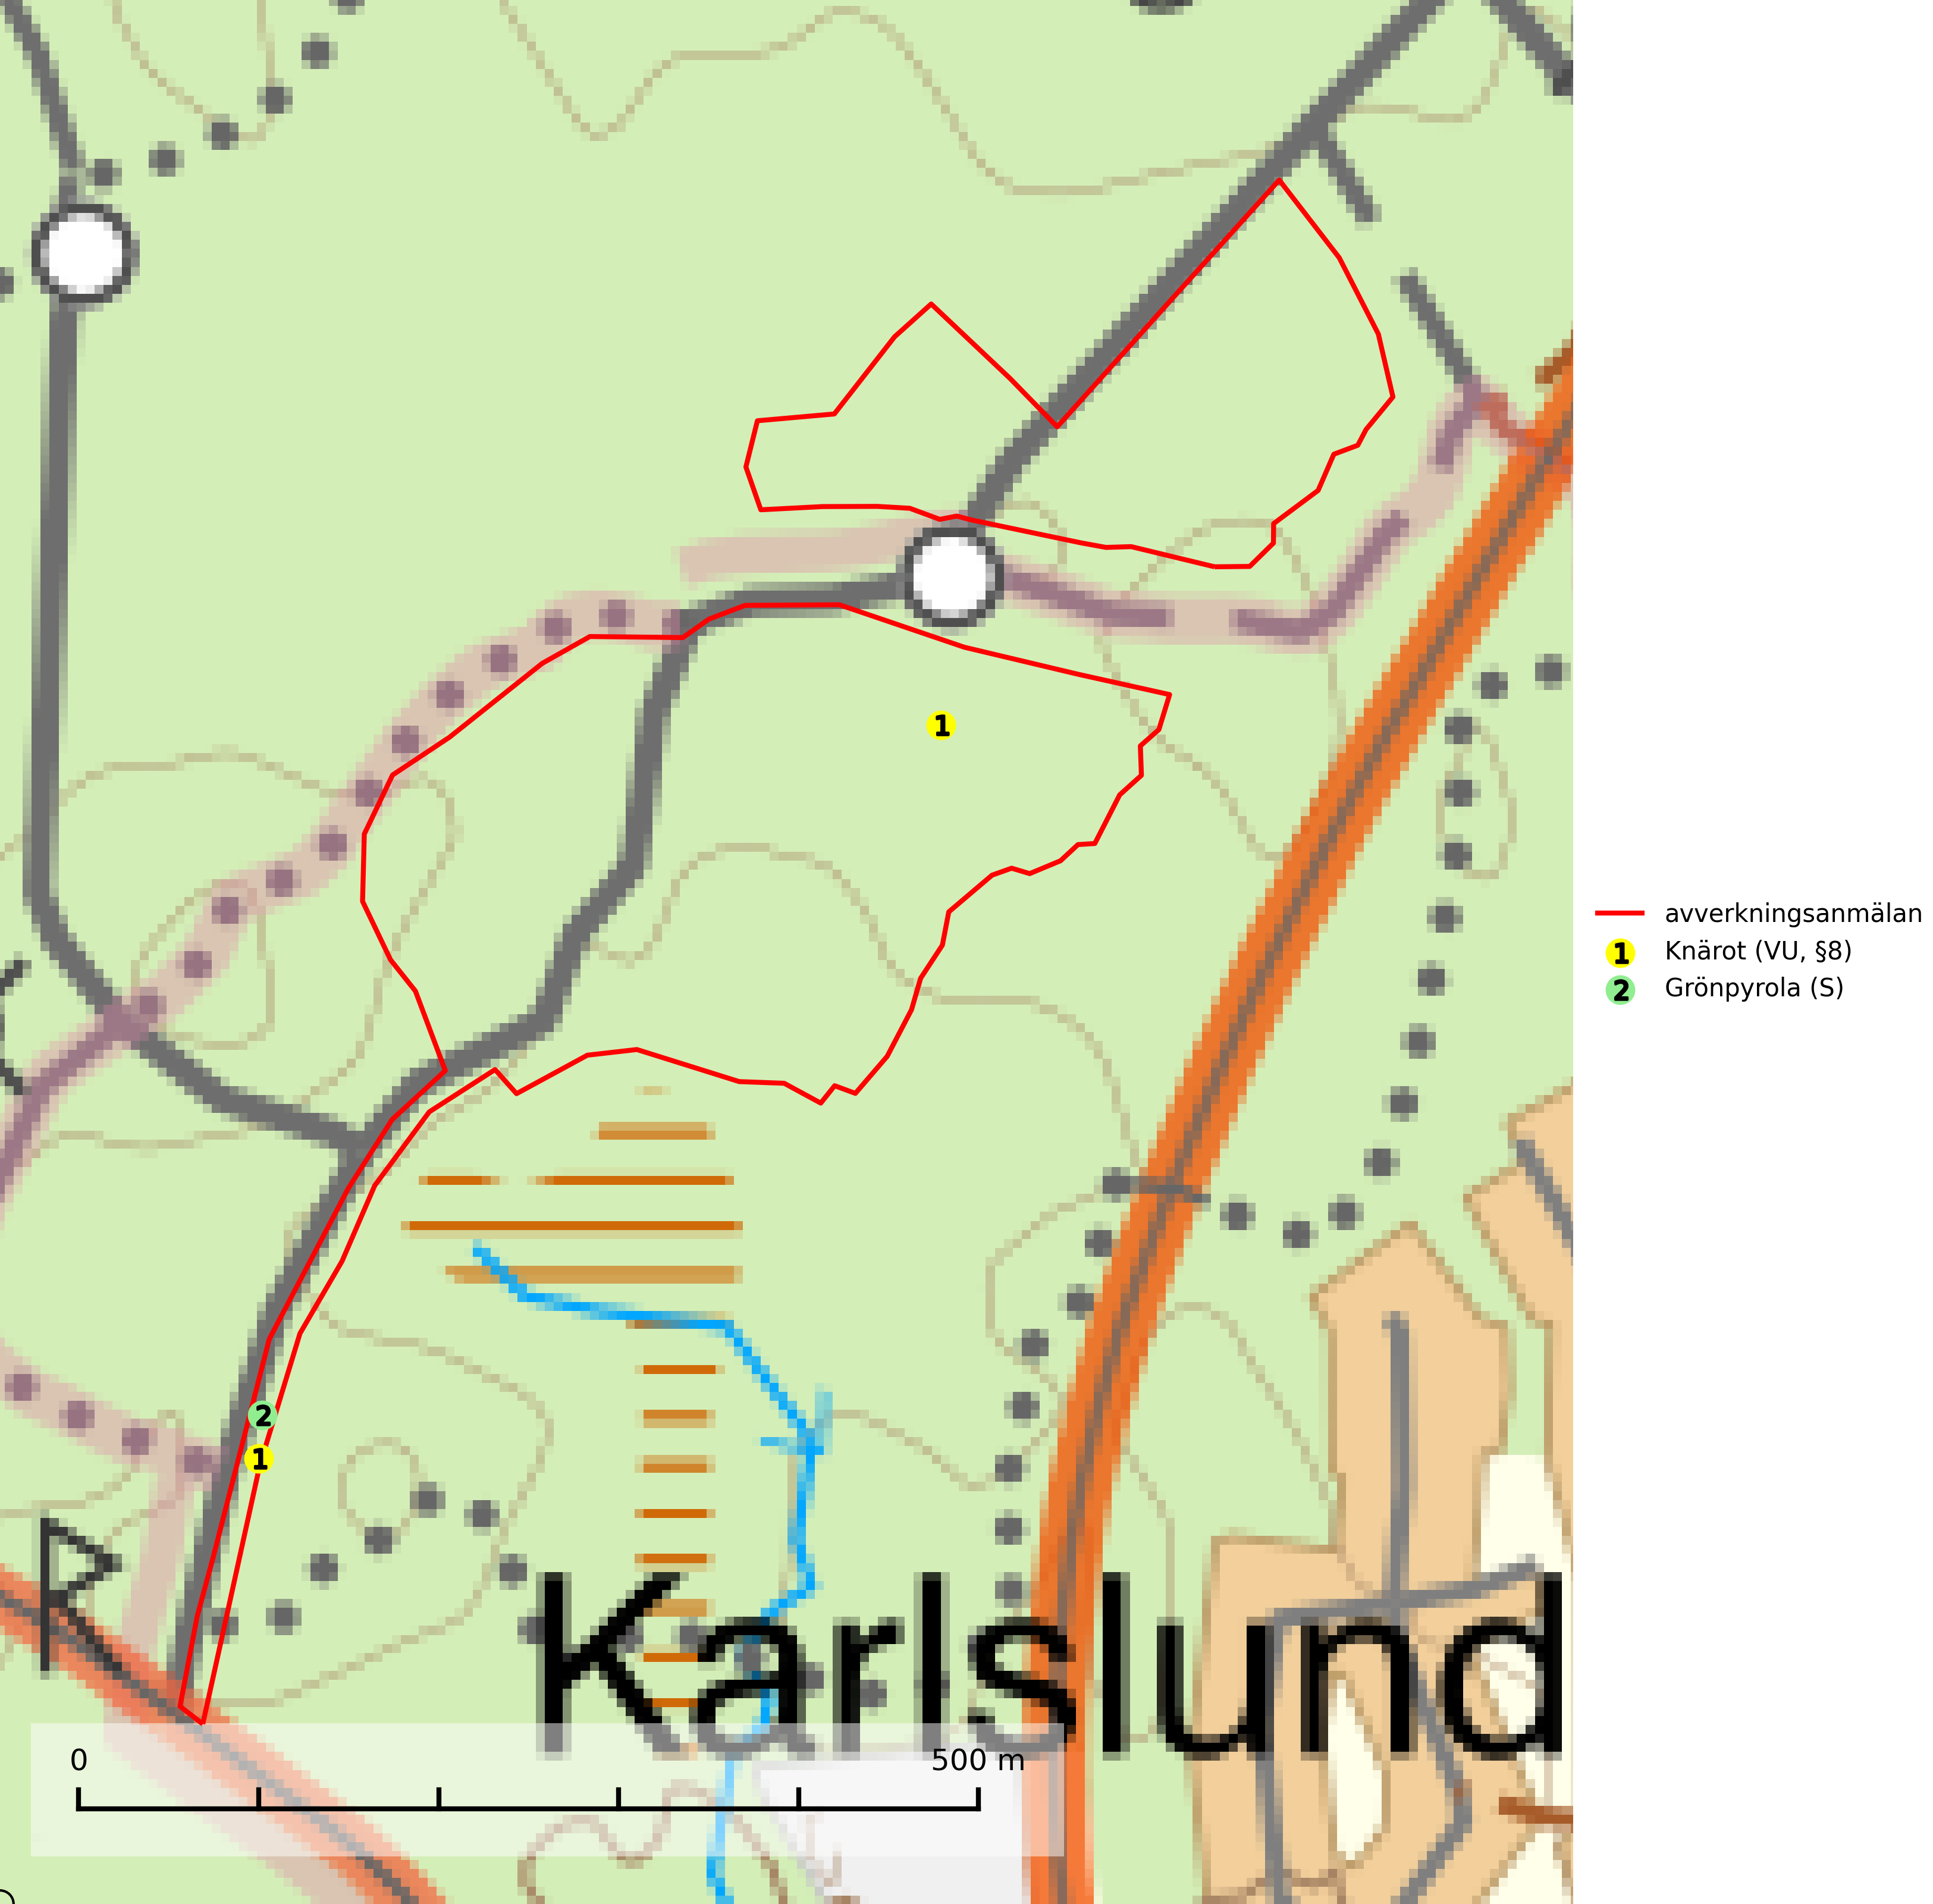 1
avverkningsanmälan
1 Knärot (VU, §8)
2 Grönpyrola (S)
2
1
P
Karlslund
0 500 m